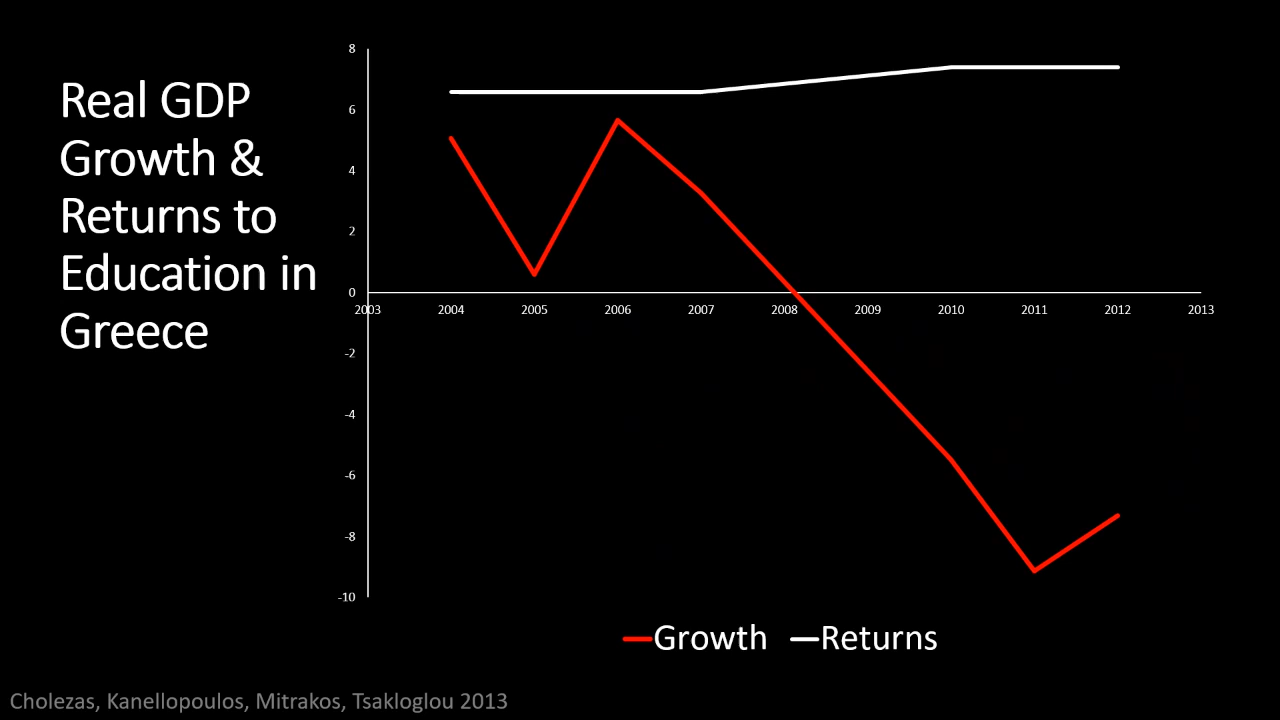 Real GDP
Growth &
Returns to
Education in
Greece
8
6
4
2
0
-2
-4
-6
-8
-10
2003 2004 2005 2006 2007 2008 2009 2010 2011 2012 2013
Growth Returns
Cholezas, Kanellopoulos, Mitrakos, Tsakloglou 2013